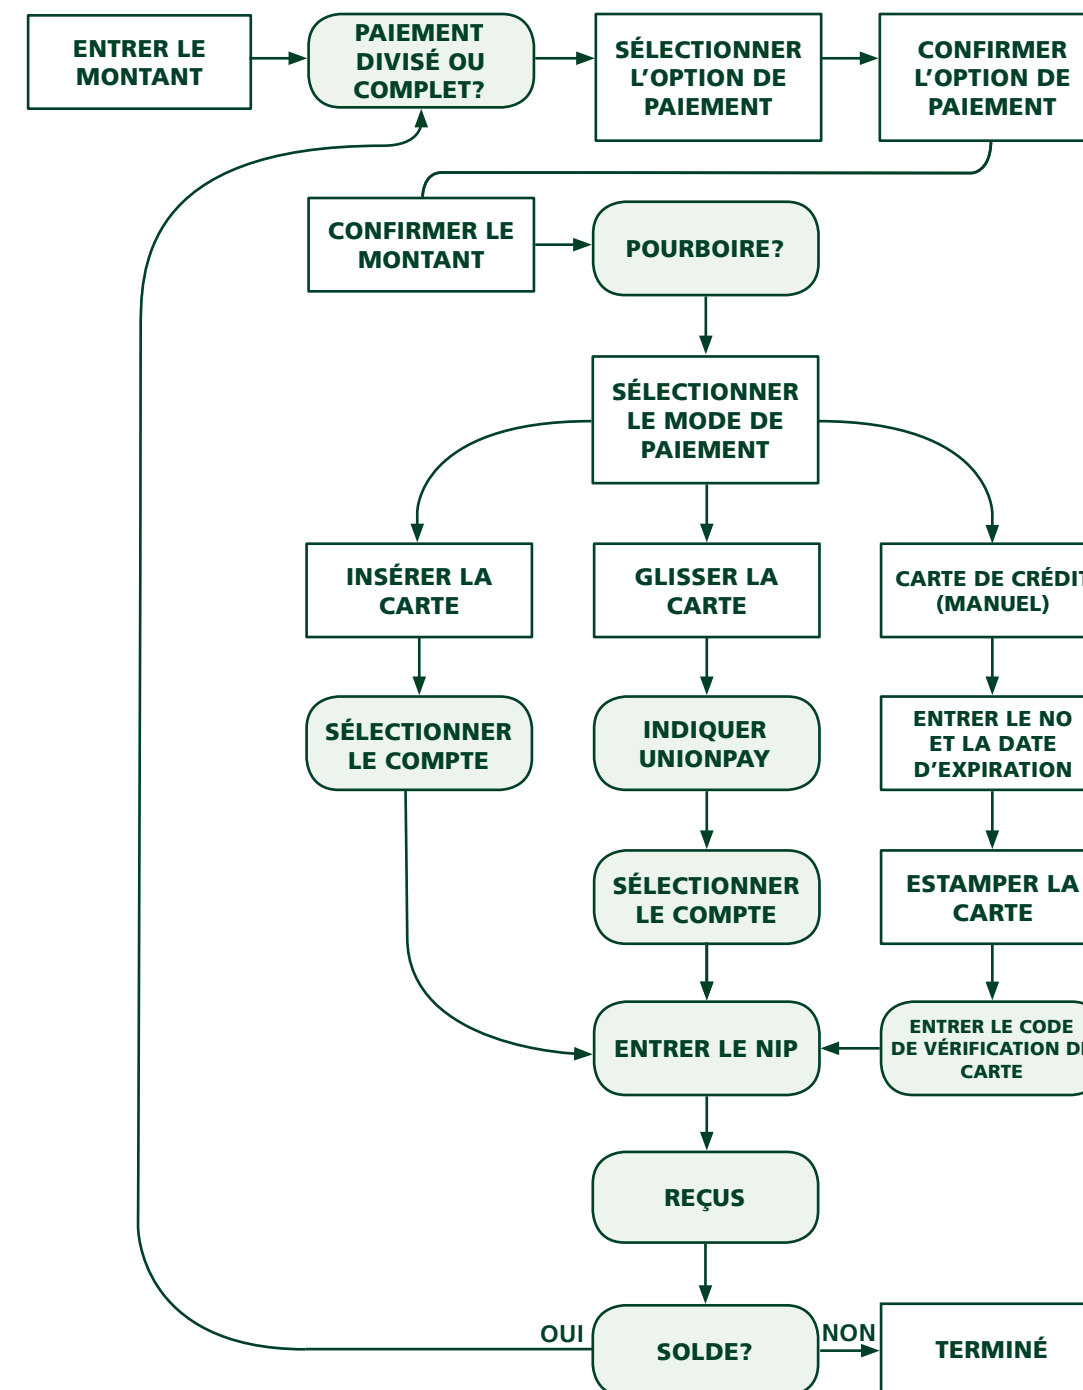 ENTRER LE
MONTANT
PAIEMENT
DIVISÉ OU
COMPLET?
SÉLECTIONNER
L'OPTION DE
PAIEMENT
CONFIRMER
L'OPTION DE
PAIEMENT
CONFIRMER LE
MONTANT
POURBOIRE?
SÉLECTIONNER
LE MODE DE
PAIEMENT
INSÉRER LA
CARTE
GLISSER LA
CARTE
CARTE DE CRÉDIT
(MANUEL)
SÉLECTIONNER
LE COMPTE
INDIQUER
UNIONPAY
ENTRER LE NO
ET LA DATE
D'EXPIRATION
SÉLECTIONNER
LE COMPTE
ESTAMPER LA
CARTE
ENTRER LE NIP
ENTRER LE CODE
DE VÉRIFICATION DE
CARTE
REÇUS
OUI
SOLDE?
NON
TERMINÉ